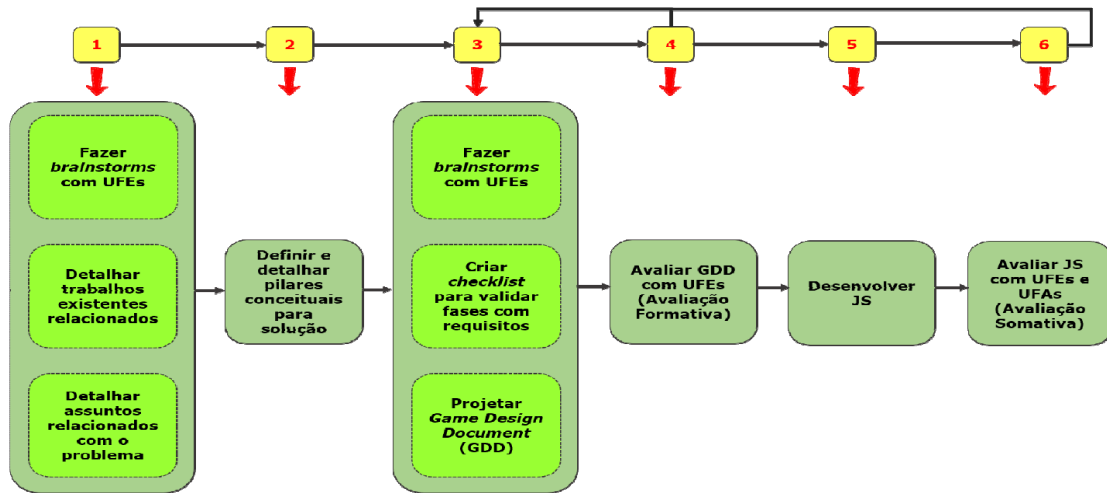 1
2
3
4
5
6
Fazer
brainstorms
com UFEs
Detalhar
trabalhos
existentes
relacionados
Detalhar
assuntos
relacionados
com o
problema
Definir e
detalhar
pilares
conceituais
para
solução
Fazer
brainstorms
com UFEs
Criar
checklist
para validar
fases com
requisitos
Projetar
Game Design
Document
(GDD)
Avaliar GDD
com UFEs
(Avaliação
Formativa)
Desenvolver
JS
Avaliar JS
com UFEs e
UFAs
(Avaliação
Somativa)